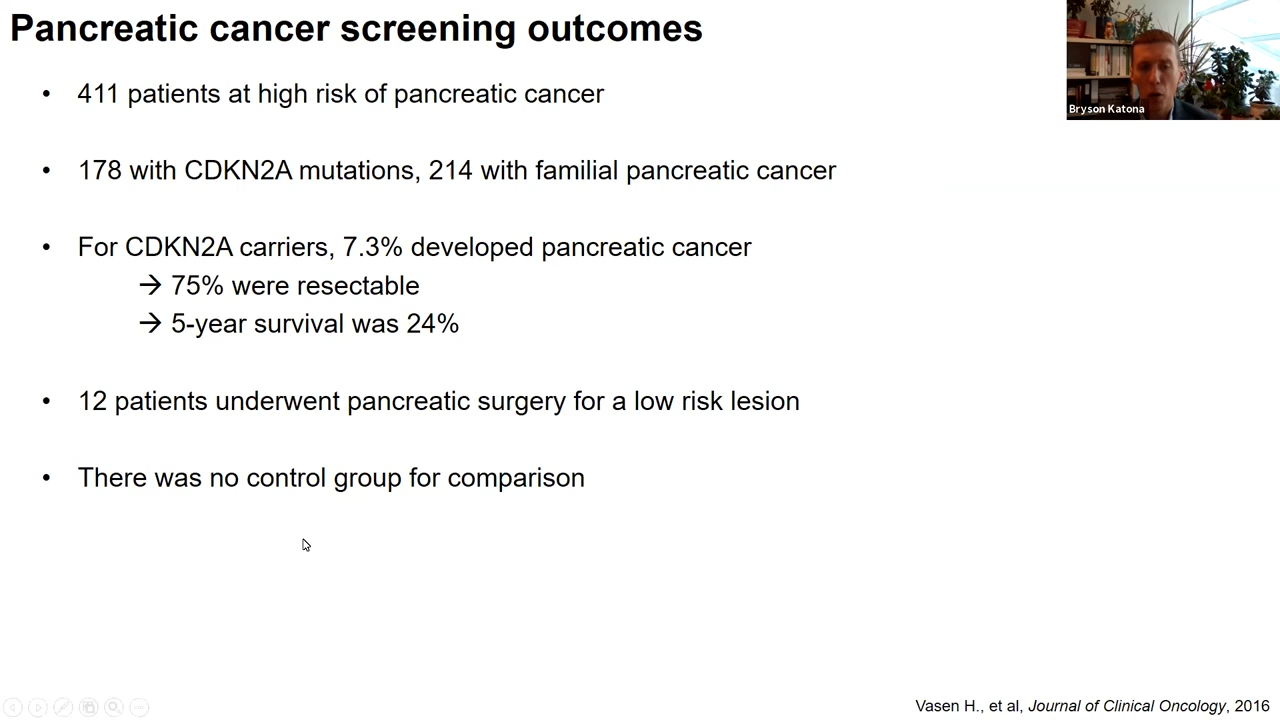 Pancreatic cancer screening outcomes
Bryson Katona
• 411 patients at high risk of pancreatic cancer
• 178 with CDKN2A mutations, 214 with familial pancreatic cancer
• For CDKN2A carriers, 7.3% developed pancreatic cancer
→ 75% were resectable
→ 5-year survival was 24%
• 12 patients underwent pancreatic surgery for a low risk lesion
• There was no control group for comparison
Vasen H., et al, Journal of Clinical Oncology, 2016